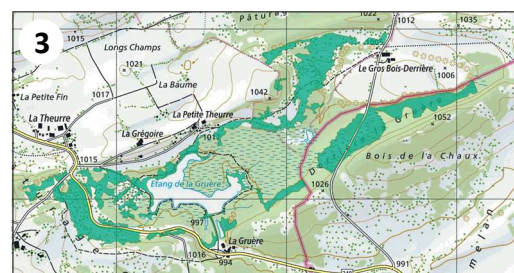 3
Pâturag
1022
1012
1035
1015
Longs Champs
1021
Le Gros Bois-Derrière
1006
La Petite Fin
1017
La Baume
1042
La Theurre
La Petite Theurre
La Grégoire
1052
1015
Bois de la Chaux
Etang de la Gruère
1026
997
La Gruère
1016
994
991